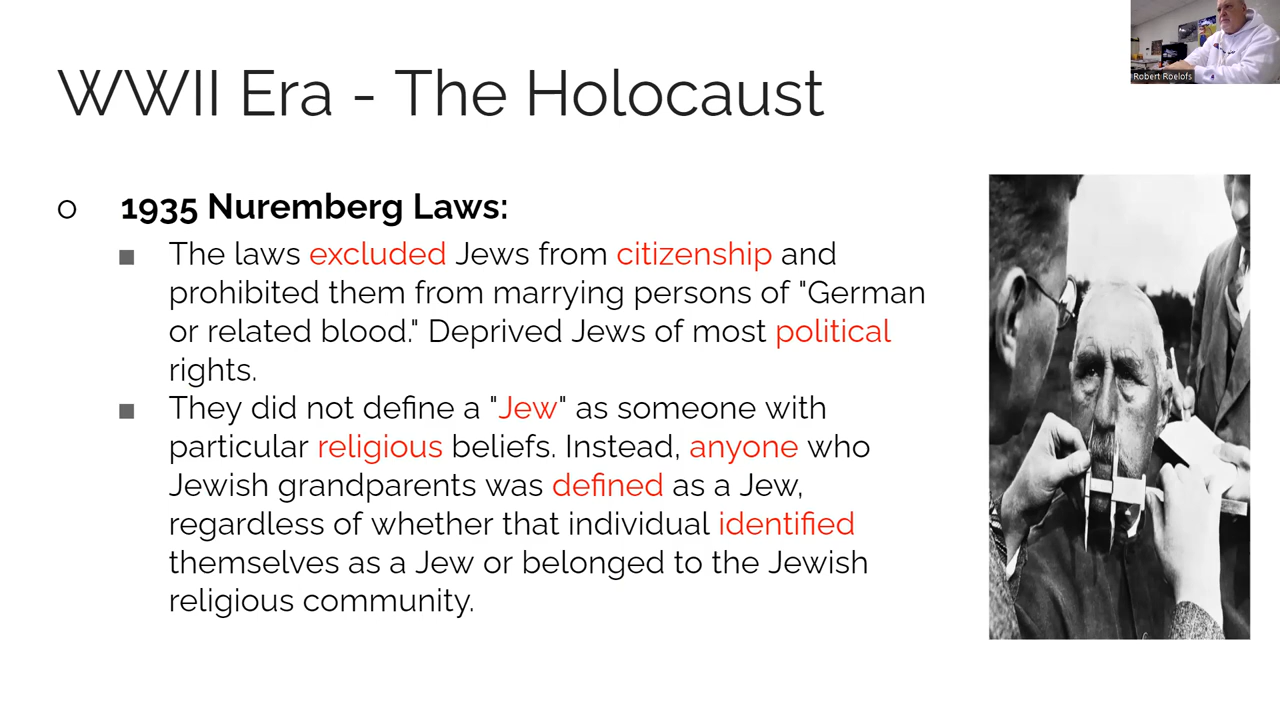 Robert Roelofs
WWII Era - The Holocaust
o 1935 Nuremberg Laws:
■ The laws excluded Jews from citizenship and
prohibited them from marrying persons of "German
or related blood." Deprived Jews of most political
rights.
■ They did not define a "Jew" as someone with
particular religious beliefs. Instead, anyone who
Jewish grandparents was defined as a Jew,
regardless of whether that individual identified
themselves as a Jew or belonged to the Jewish
religious community.